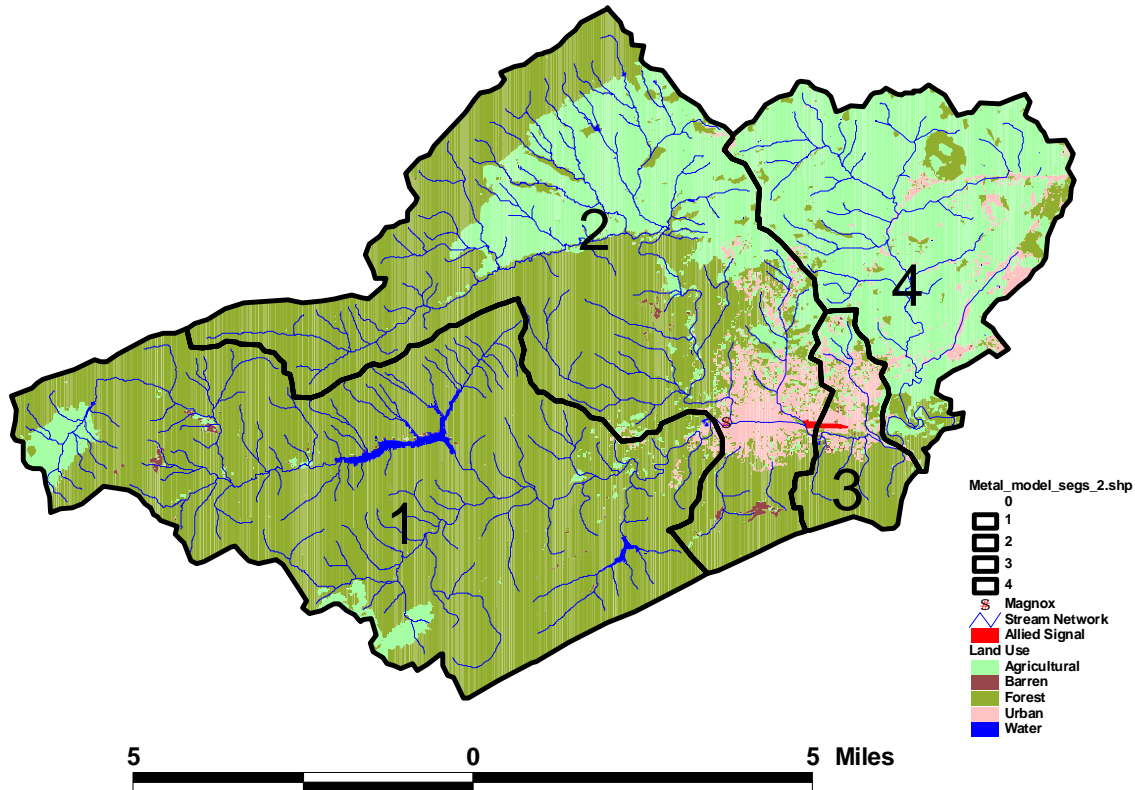 2
4
1
3
Metal_model_segs_2.shp
0
1
2
3
4
S Magnox
Stream Network
Allied Signal
Land Use
Agricultural
Barren
Forest
Urban
Water
5 0 5 Miles